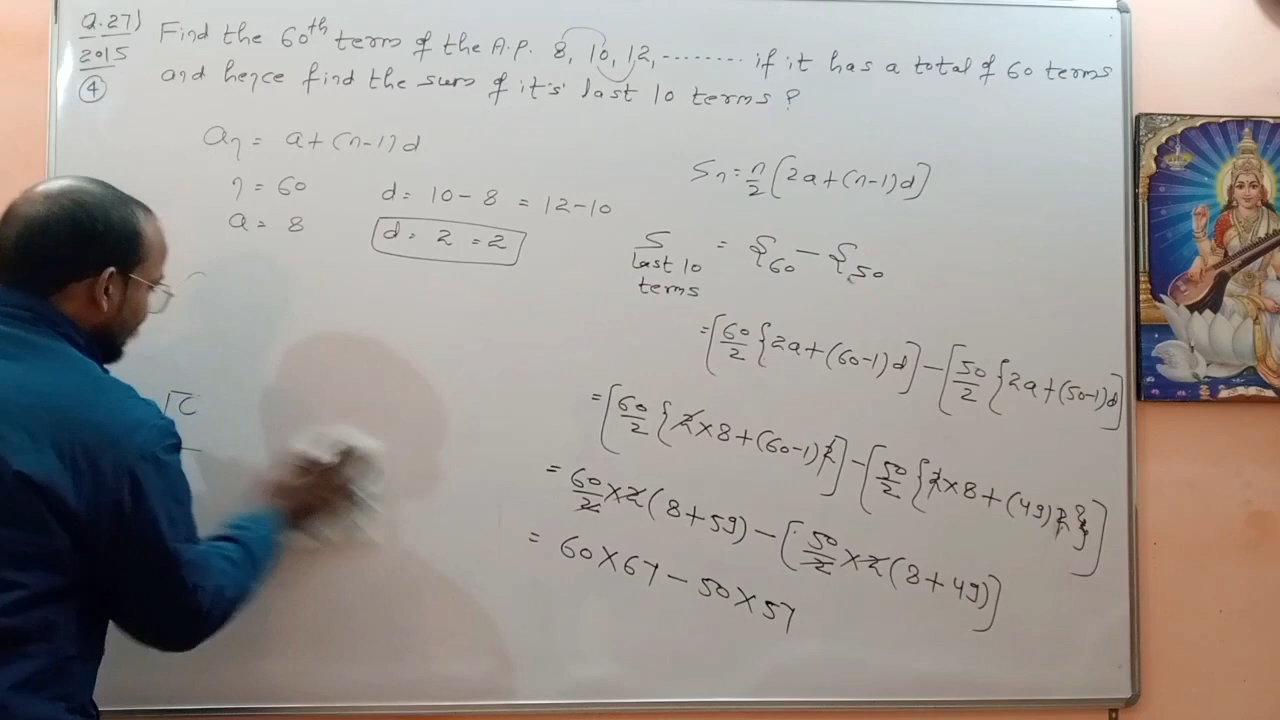 Q.27) Find the 60th term of the A.P. 8, 10, 12, ........ if it has a total of 60 terms
2015 and hence find the sum of it's last 10 terms ?
4
an = a+(n-1)d
n = 60
a = 8
d = 10-8 = 12-10
d = 2 = 2
Sn = n/2 [2a+(n-1)d]
S last 10 terms = S60 - S50
= [60/2 {2a+(60-1)d] - [50/2 {2a+(50-1)d]
= [60/2 {2×8+(60-1)2] - [50/2 {2×8+(49)2}]
= 60/2 ×2(8+59) - [50/2 ×2(8+49)]
= 60×67 - 50×57